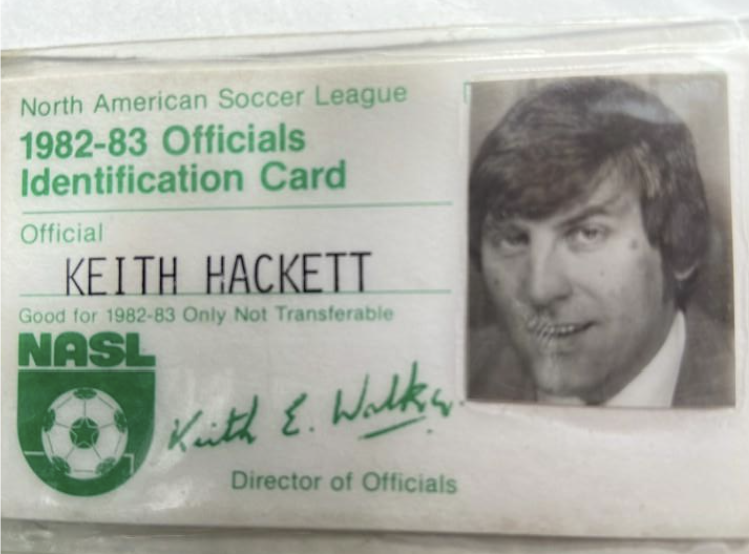 North American Soccer League
1982-83 Officials
Identification Card
Official
KEITH HACKETT
Good for 1982-83 Only Not Transferable
NASL
Keith E. Walker
Director of Officials